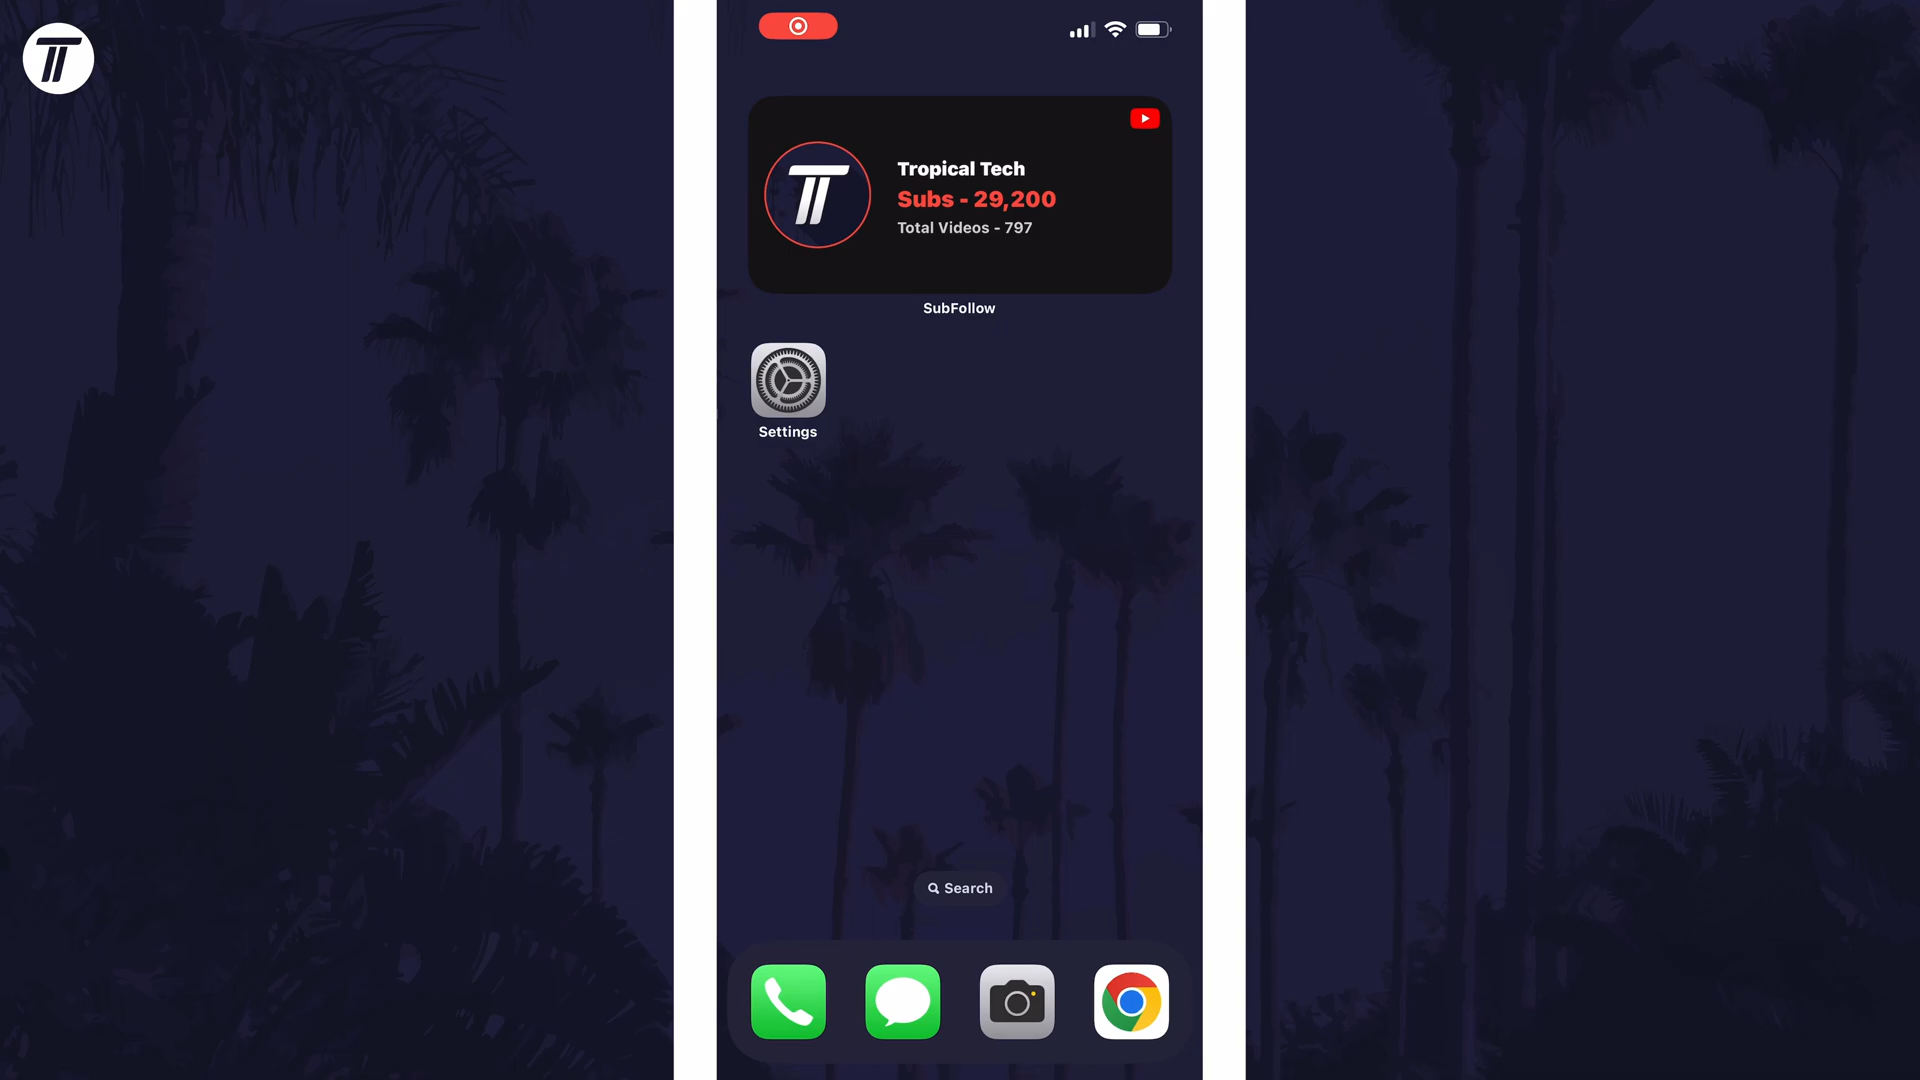 Tropical Tech
Subs - 29,200
Total Videos - 797
SubFollow
Settings
Search